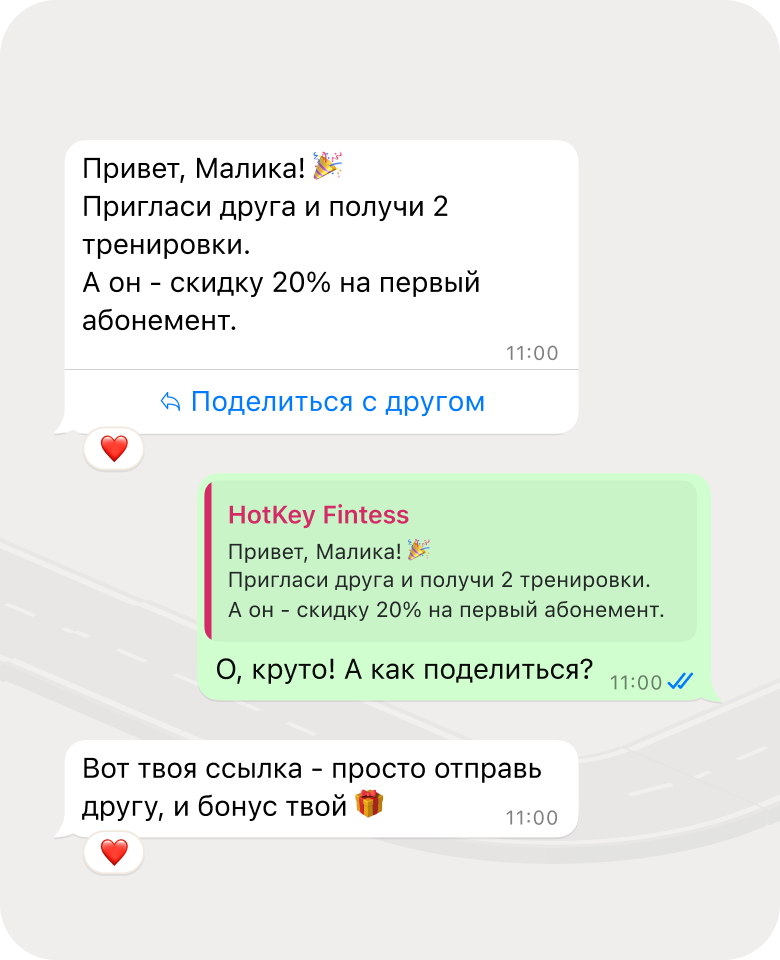 Привет, Малика! 🎉
Пригласи друга и получи 2
тренировки.
А он - скидку 20% на первый
абонемент.
11:00
Поделиться с другом
HotKey Fintess
Привет, Малика! 🎉
Пригласи друга и получи 2 тренировки.
А он - скидку 20% на первый абонемент.
О, круто! А как поделиться?
11:00
Вот твоя ссылка - просто отправь
другу, и бонус твой 🎁
11:00